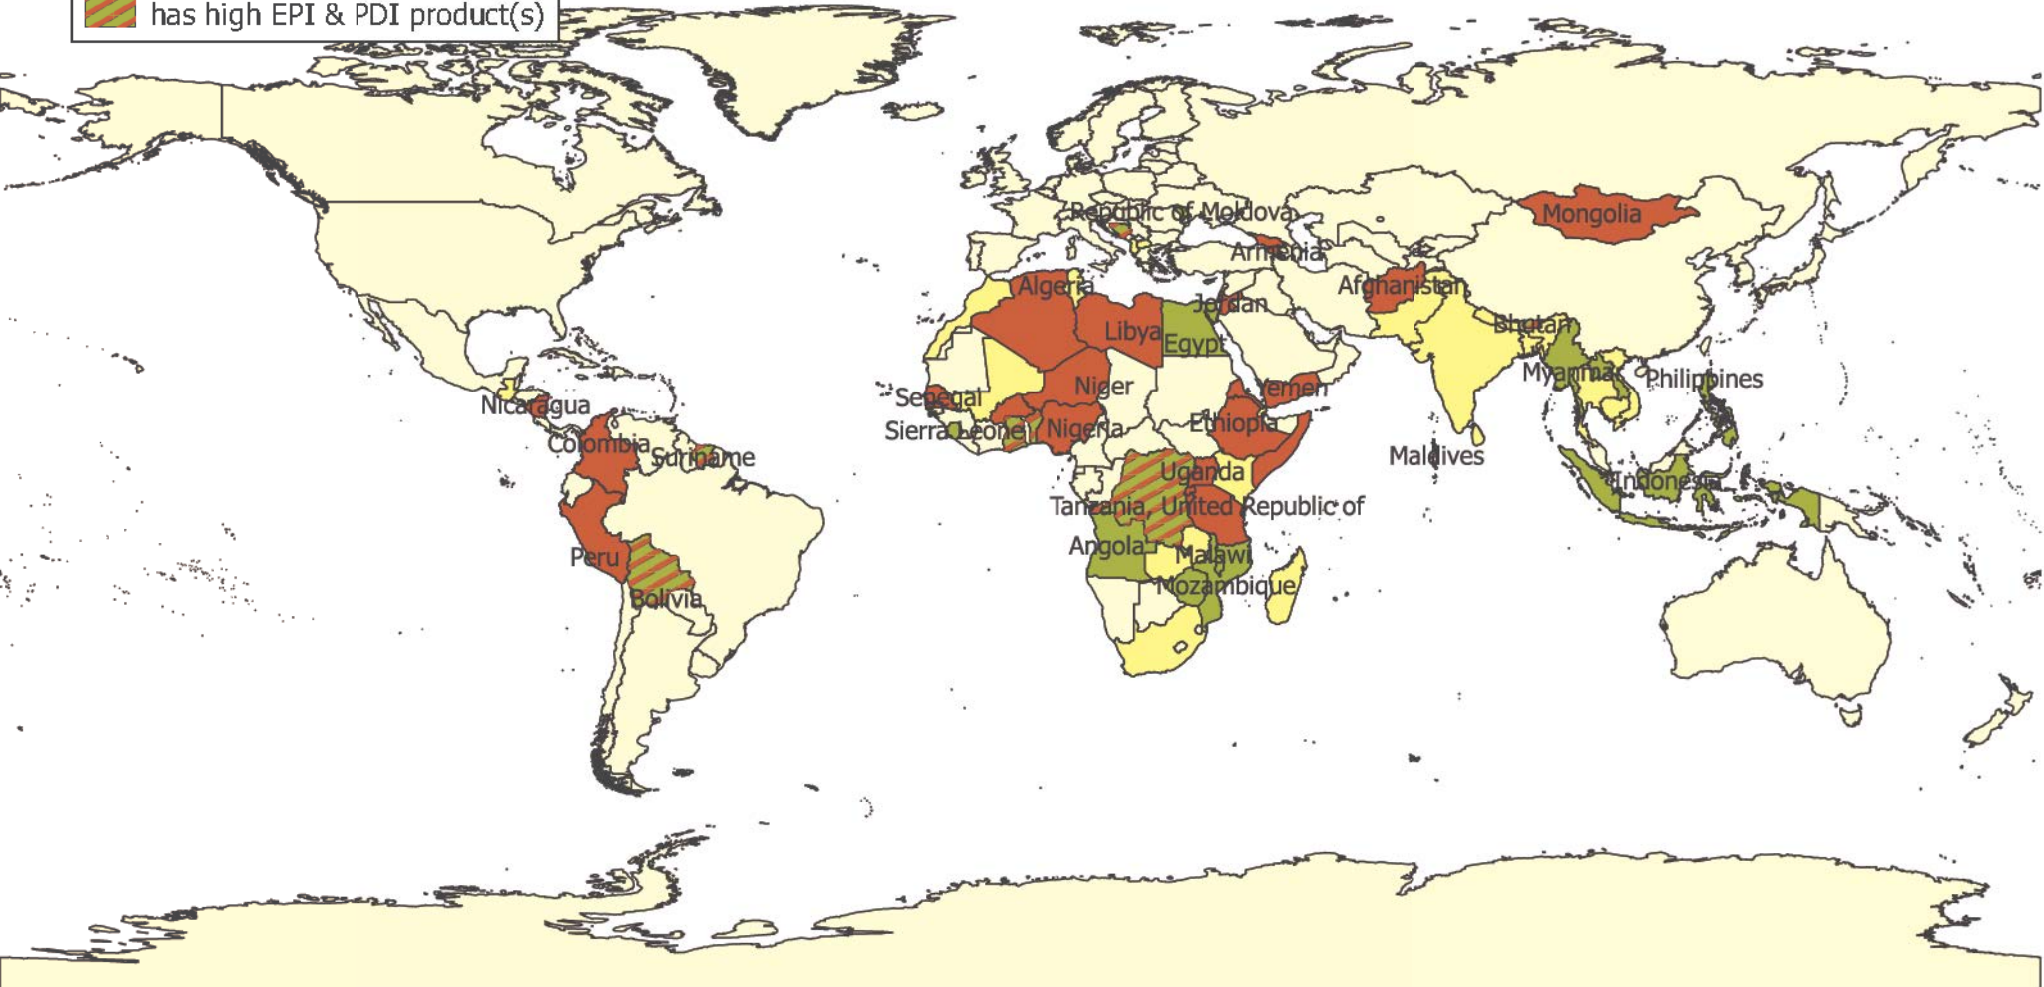 has high EPI & PDI product(s)
Republic of Moldova
Mongolia
Armenia
Algeria
Afghanistan
Jordan
Libya
Egypt
Bhutan
Myanmar
Philippines
Niger
Yemen
Senegal
Nicaragua
Ethiopia
Sierra Leone
Nigeria
Colombia
Suriname
Maldives
Uganda
Indonesia
Tanzania, United Republic of
Angola
Malawi
Peru
Mozambique
Bolivia